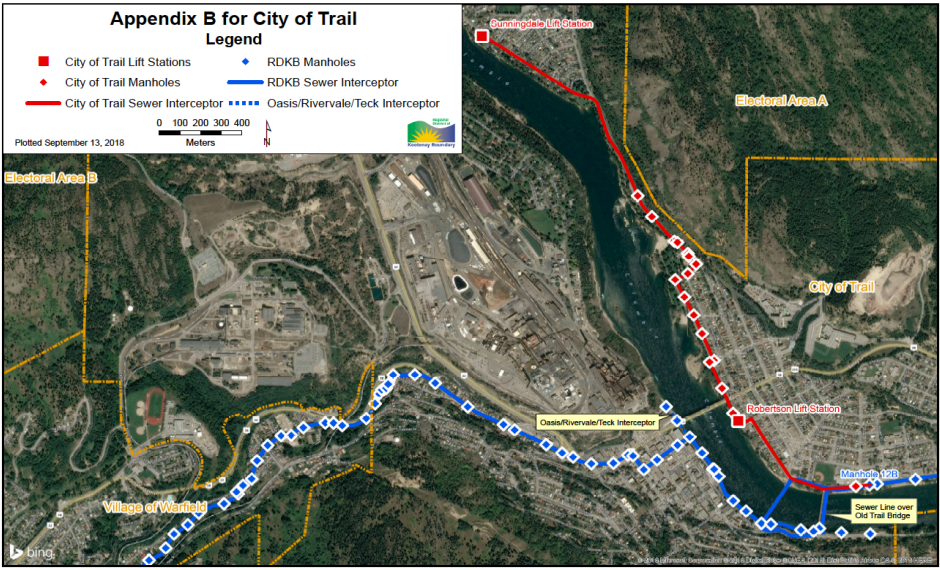 Appendix B for City of Trail
Legend
City of Trail Lift Stations
RDKB Manholes
City of Trail Manholes
RDKB Sewer Interceptor
City of Trail Sewer Interceptor
Oasis/Rivervale/Teck Interceptor
0 100 200 300 400
Meters
N
Plotted September 13, 2018
Regional
District of
Kootenay Boundary
Sunningdale Lift Station
Electoral Area A
Electoral Area B
City of Trail
Robertson Lift Station
Oasis/Rivervale/Teck Interceptor
Manhole 12B
Sewer Line over
Old Trail Bridge
Village of Warfield
bing